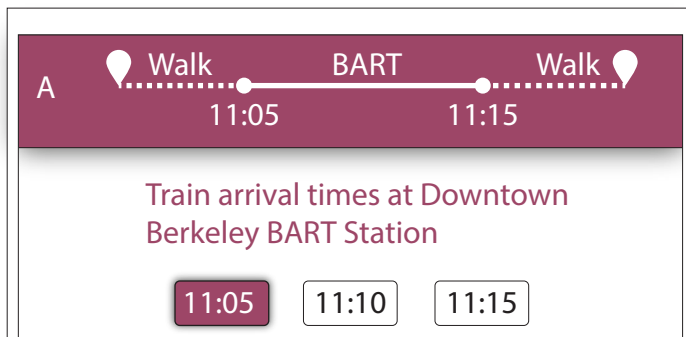 A
Walk BART Walk
11:05 11:15
Train arrival times at Downtown
Berkeley BART Station
11:05 11:10 11:15